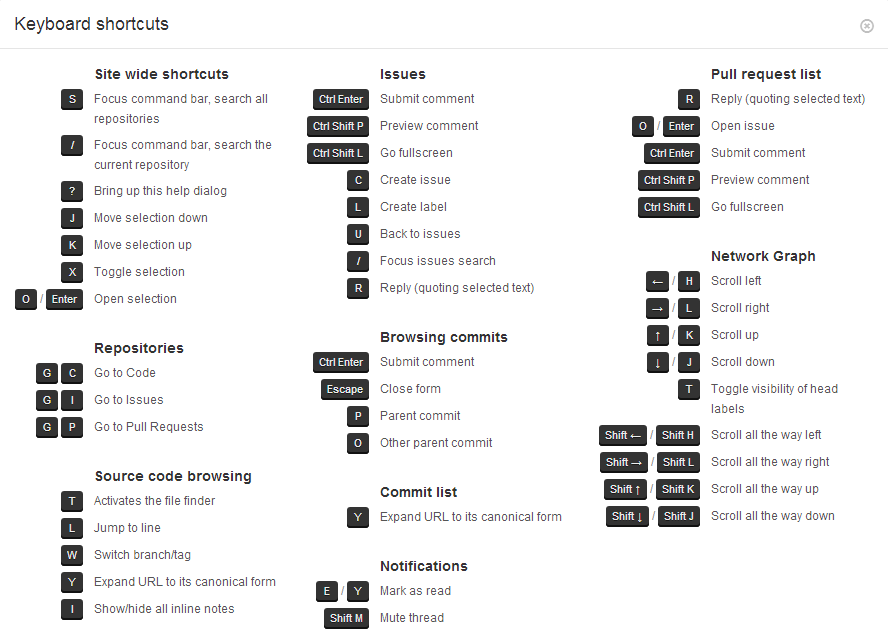 Keyboard shortcuts
Site wide shortcuts
S Focus command bar, search all
repositories
/ Focus command bar, search the
current repository
? Bring up this help dialog
J Move selection down
K Move selection up
X Toggle selection
O / Enter Open selection
Repositories
G C Go to Code
G I Go to Issues
G P Go to Pull Requests
Source code browsing
T Activates the file finder
L Jump to line
W Switch branch/tag
Y Expand URL to its canonical form
I Show/hide all inline notes
Issues
Ctrl Enter Submit comment
Ctrl Shift P Preview comment
Ctrl Shift L Go fullscreen
C Create issue
L Create label
U Back to issues
/ Focus issues search
R Reply (quoting selected text)
Browsing commits
Ctrl Enter Submit comment
Escape Close form
P Parent commit
O Other parent commit
Commit list
Y Expand URL to its canonical form
Notifications
E / Y Mark as read
Shift M Mute thread
Pull request list
R Reply (quoting selected text)
O / Enter Open issue
Ctrl Enter Submit comment
Ctrl Shift P Preview comment
Ctrl Shift L Go fullscreen
Network Graph
← / H Scroll left
→ / L Scroll right
↑ / K Scroll up
↓ / J Scroll down
T Toggle visibility of head
labels
Shift ← / Shift H Scroll all the way left
Shift → / Shift L Scroll all the way right
Shift ↑ / Shift K Scroll all the way up
Shift ↓ / Shift J Scroll all the way down